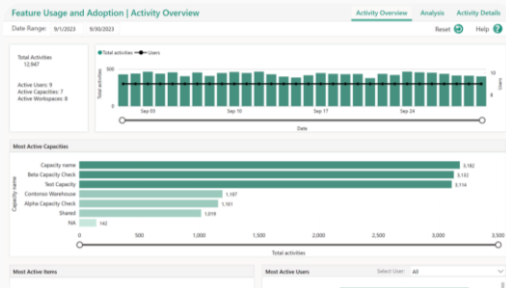 Feature Usage and Adoption | Activity Overview
Activity Overview Analysis Activity Details
Date Range: 9/1/2023 9/30/2023
Reset Help ?
Total Activities
12,947
Active Users: 9
Active Capacities: 7
Active Workspaces: 8
Total activities Users
Total activities
500
0
10
8
Users
Sep 03 Sep 10 Sep 17 Sep 24
Date
Most Active Capacities
Capacity name
Capacity name 3,182
Beta Capacity Check 3,132
Test Capacity 3,114
Contonso Warehouse 1,197
Alpha Capacity Check 1,161
Shared 1,019
NA 142
0 500 1,000 1,500 2,000 2,500 3,000 3,500
Total activities
Most Active Items
Most Active Users Select User: All